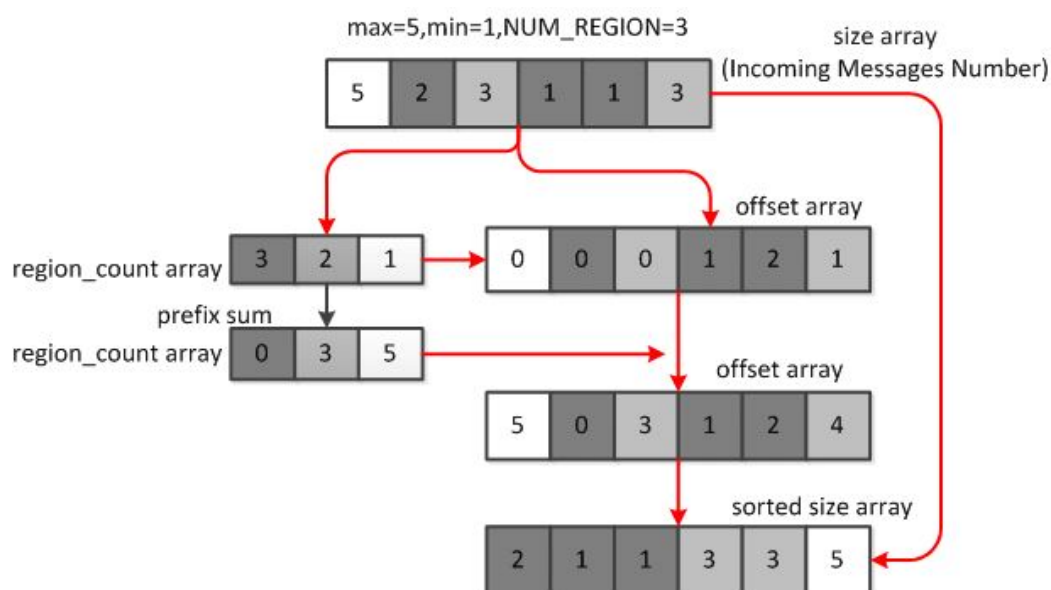 max=5,min=1,NUM_REGION=3
size array
(Incoming Messages Number)
5 2 3 1 1 3
offset array
region_count array 3 2 1
0 0 0 1 2 1
prefix sum
region_count array 0 3 5
offset array
5 0 3 1 2 4
sorted size array
2 1 1 3 3 5